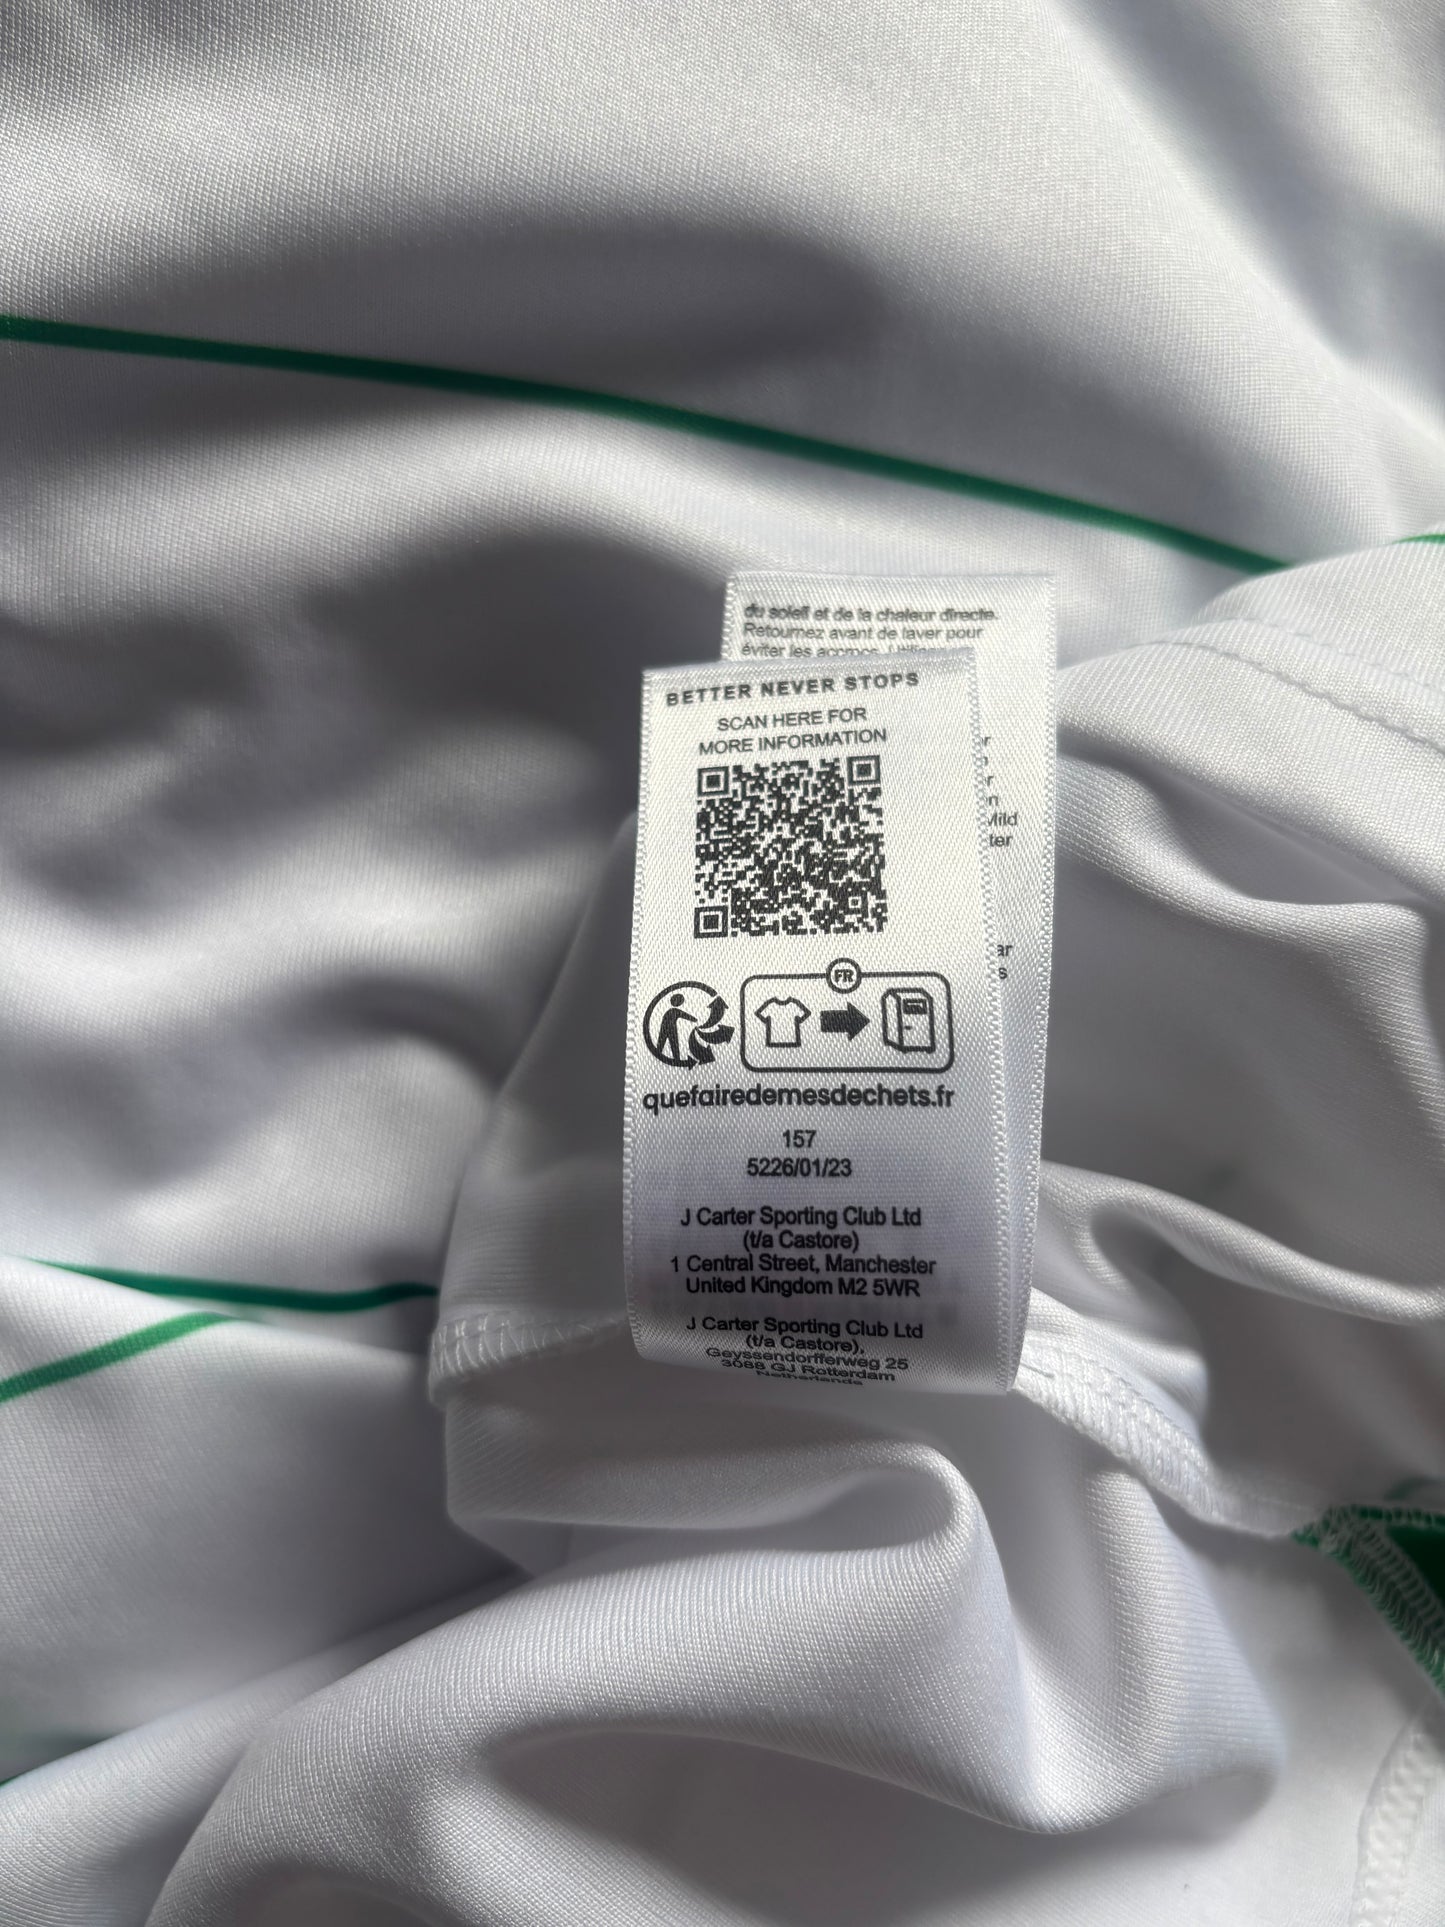 du soleil et de la chaleur directe.
Retournez avant de laver pour
éviter les accrocs. Utilisez
BETTER NEVER STOPS
SCAN HERE FOR
MORE INFORMATION
Mild
FR
quefairedemesdechets.fr
157
5226/01/23
J Carter Sporting Club Ltd
(t/a Castore)
1 Central Street, Manchester
United Kingdom M2 5WR
J Carter Sporting Club Ltd
(t/a Castore),
Geyssendorfferweg 25
3088 GJ Rotterdam
Netherlands